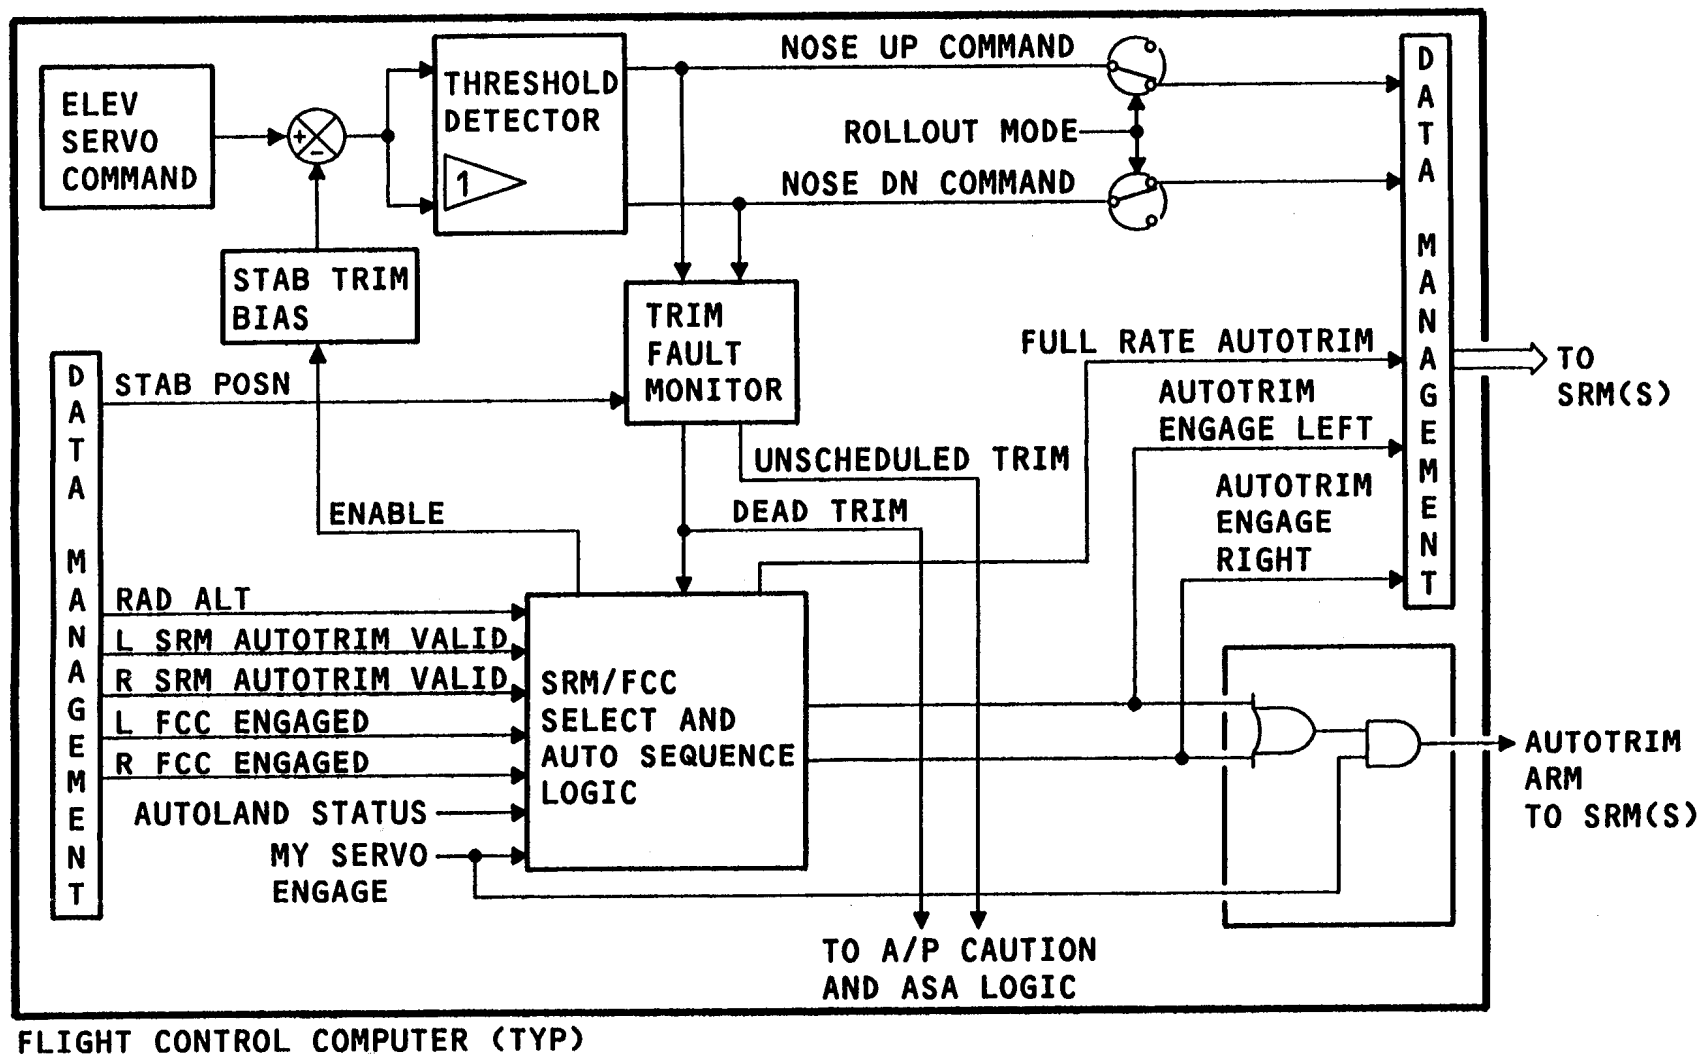 ELEV
SERVO
COMMAND
+
-
THRESHOLD
DETECTOR
1
NOSE UP COMMAND
ROLLOUT MODE
NOSE DN COMMAND
DATA MANAGEMENT
STAB TRIM
BIAS
TRIM
FAULT
MONITOR
FULL RATE AUTOTRIM
TO
SRM(S)
DATA MANAGEMENT
STAB POSN
AUTOTRIM
ENGAGE LEFT
UNSCHEDULED TRIM
AUTOTRIM
ENGAGE
RIGHT
ENABLE
DEAD TRIM
RAD ALT
L SRM AUTOTRIM VALID
R SRM AUTOTRIM VALID
L FCC ENGAGED
R FCC ENGAGED
AUTOLAND STATUS
MY SERVO
ENGAGE
SRM/FCC
SELECT AND
AUTO SEQUENCE
LOGIC
AUTOTRIM
ARM
TO SRM(S)
TO A/P CAUTION
AND ASA LOGIC
FLIGHT CONTROL COMPUTER (TYP)